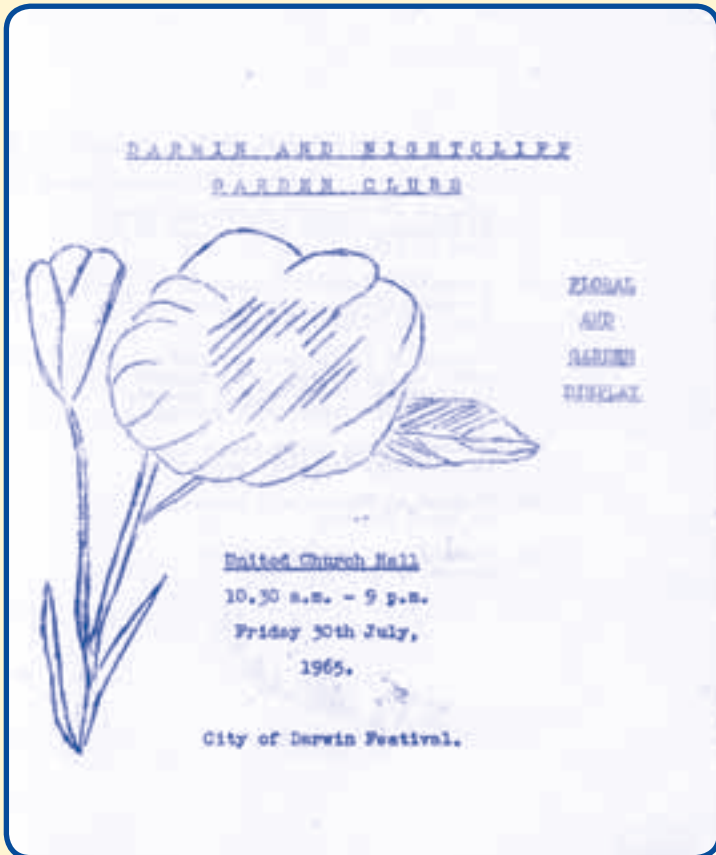 DARWIN AND NIGHTCLIFF
GARDEN CLUBS
FLORAL
AND
GARDEN
DISPLAY
United Church Hall
10.30 a.m. - 9 p.m.
Friday 30th July,
1965.
City of Darwin Festival.